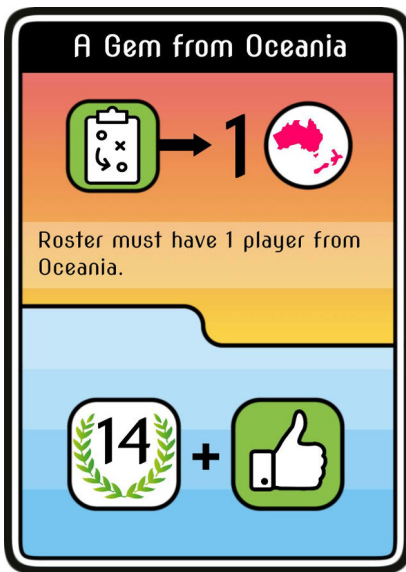 A Gem from Oceania
1
Roster must have 1 player from
Oceania.
14 +